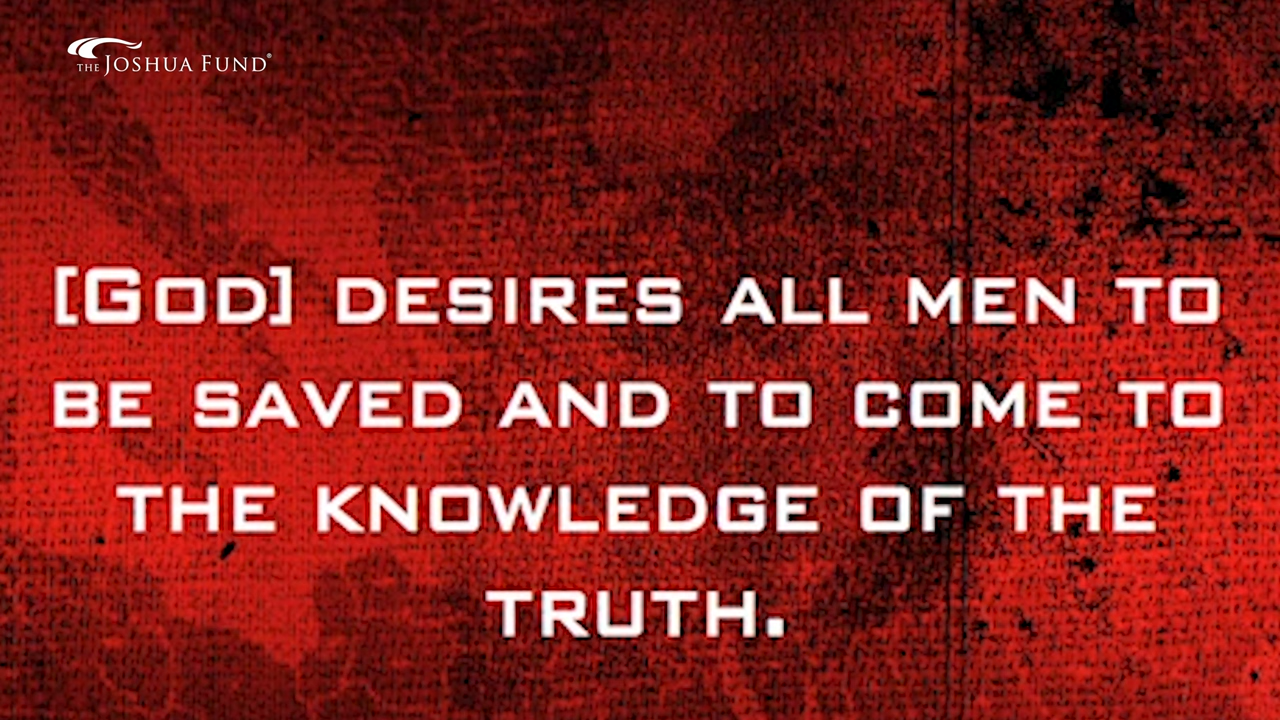 THE JOSHUA FUND®
[GOD] DESIRES ALL MEN TO
BE SAVED AND TO COME TO
THE KNOWLEDGE OF THE
TRUTH.